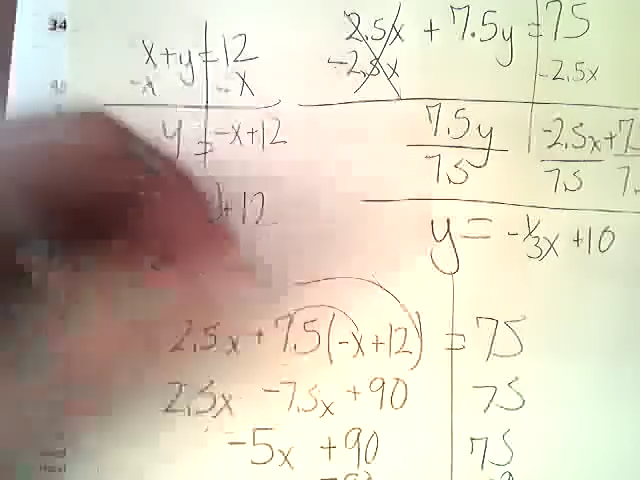 34
x+y=12
-x -x
y=-x+12
)+12
2.5x + 7.5y = 75
-2.5x -2.5x
7.5y -2.5x+7
7.5 7.5 7.
y = -1/3x +10
2.5x + 7.5(-x+12) = 75
2.5x -7.5x +90 75
-5x +90 75